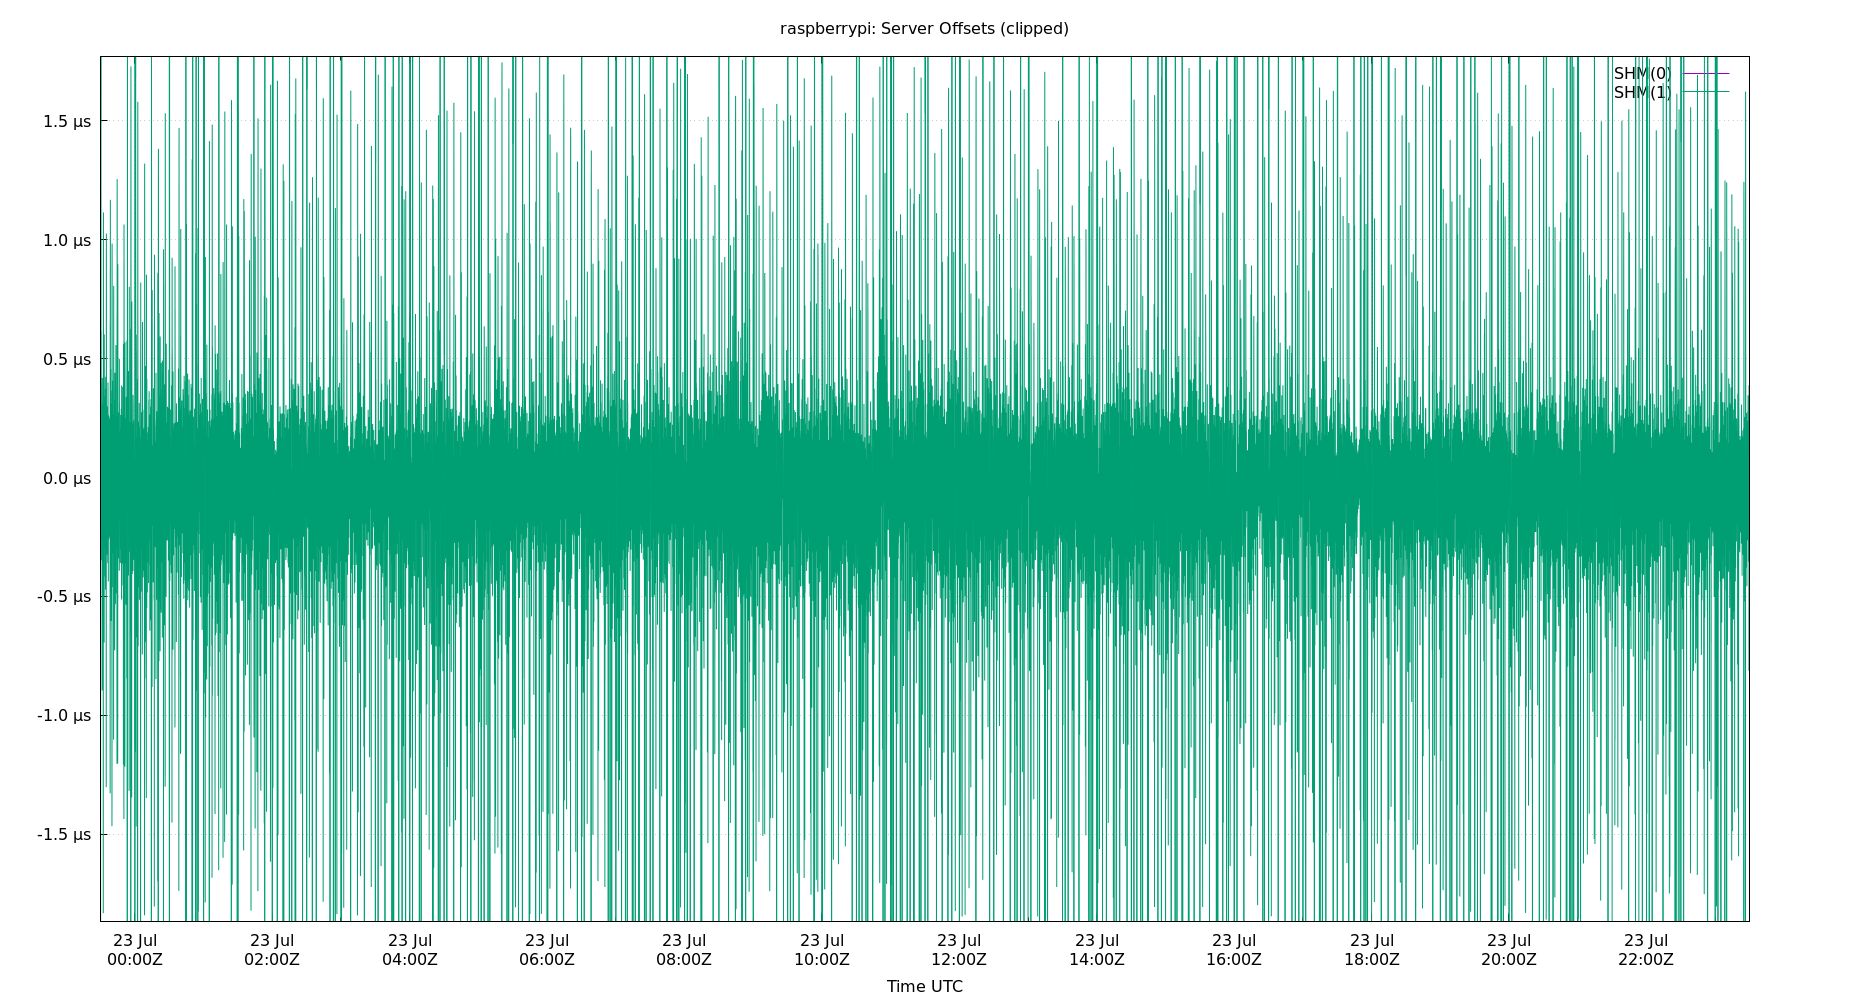 raspberrypi: Server Offsets (clipped)
SHM(0)
SHM(1)
1.5 µs
1.0 µs
0.5 µs
0.0 µs
-0.5 µs
-1.0 µs
-1.5 µs
23 Jul 23 Jul 23 Jul 23 Jul 23 Jul 23 Jul 23 Jul 23 Jul 23 Jul 23 Jul 23 Jul 23 Jul
00:00Z 02:00Z 04:00Z 06:00Z 08:00Z 10:00Z 12:00Z 14:00Z 16:00Z 18:00Z 20:00Z 22:00Z
Time UTC